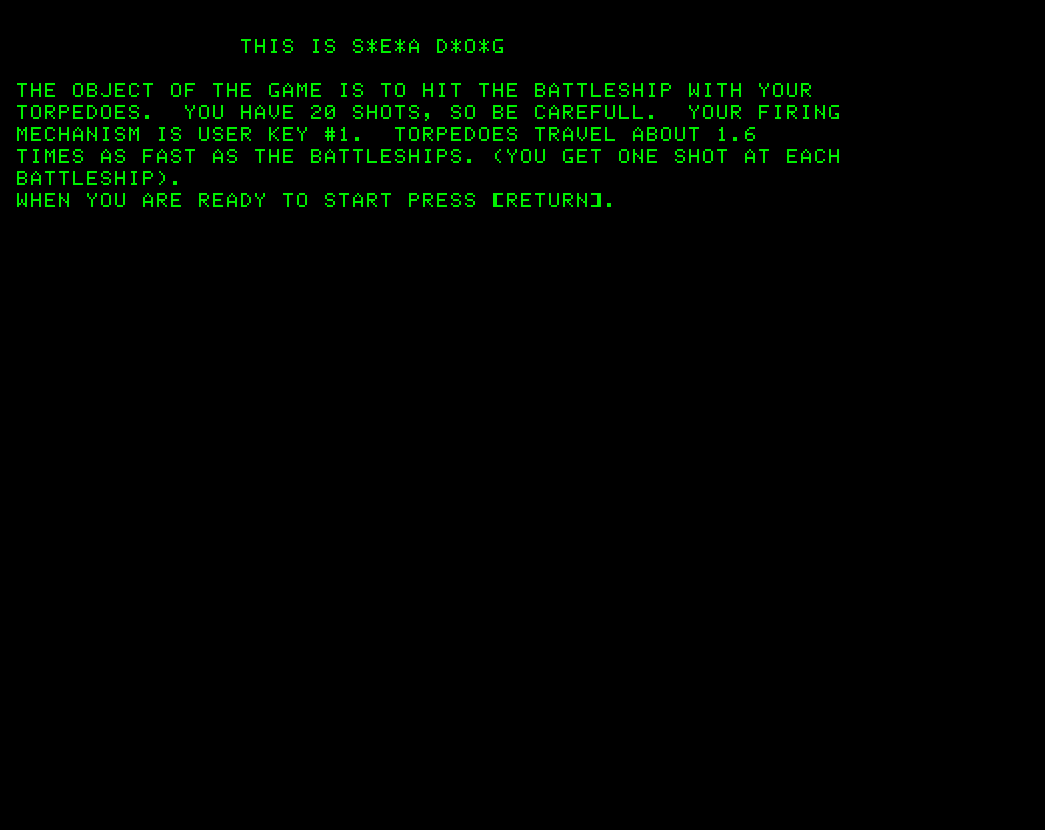 THIS IS S*E*A D*O*G
THE OBJECT OF THE GAME IS TO HIT THE BATTLESHIP WITH YOUR
TORPEDOES.  YOU HAVE 20 SHOTS, SO BE CAREFULL.  YOUR FIRING
MECHANISM IS USER KEY #1.  TORPEDOES TRAVEL ABOUT 1.6
TIMES AS FAST AS THE BATTLESHIPS. (YOU GET ONE SHOT AT EACH
BATTLESHIP).
WHEN YOU ARE READY TO START PRESS [RETURN].